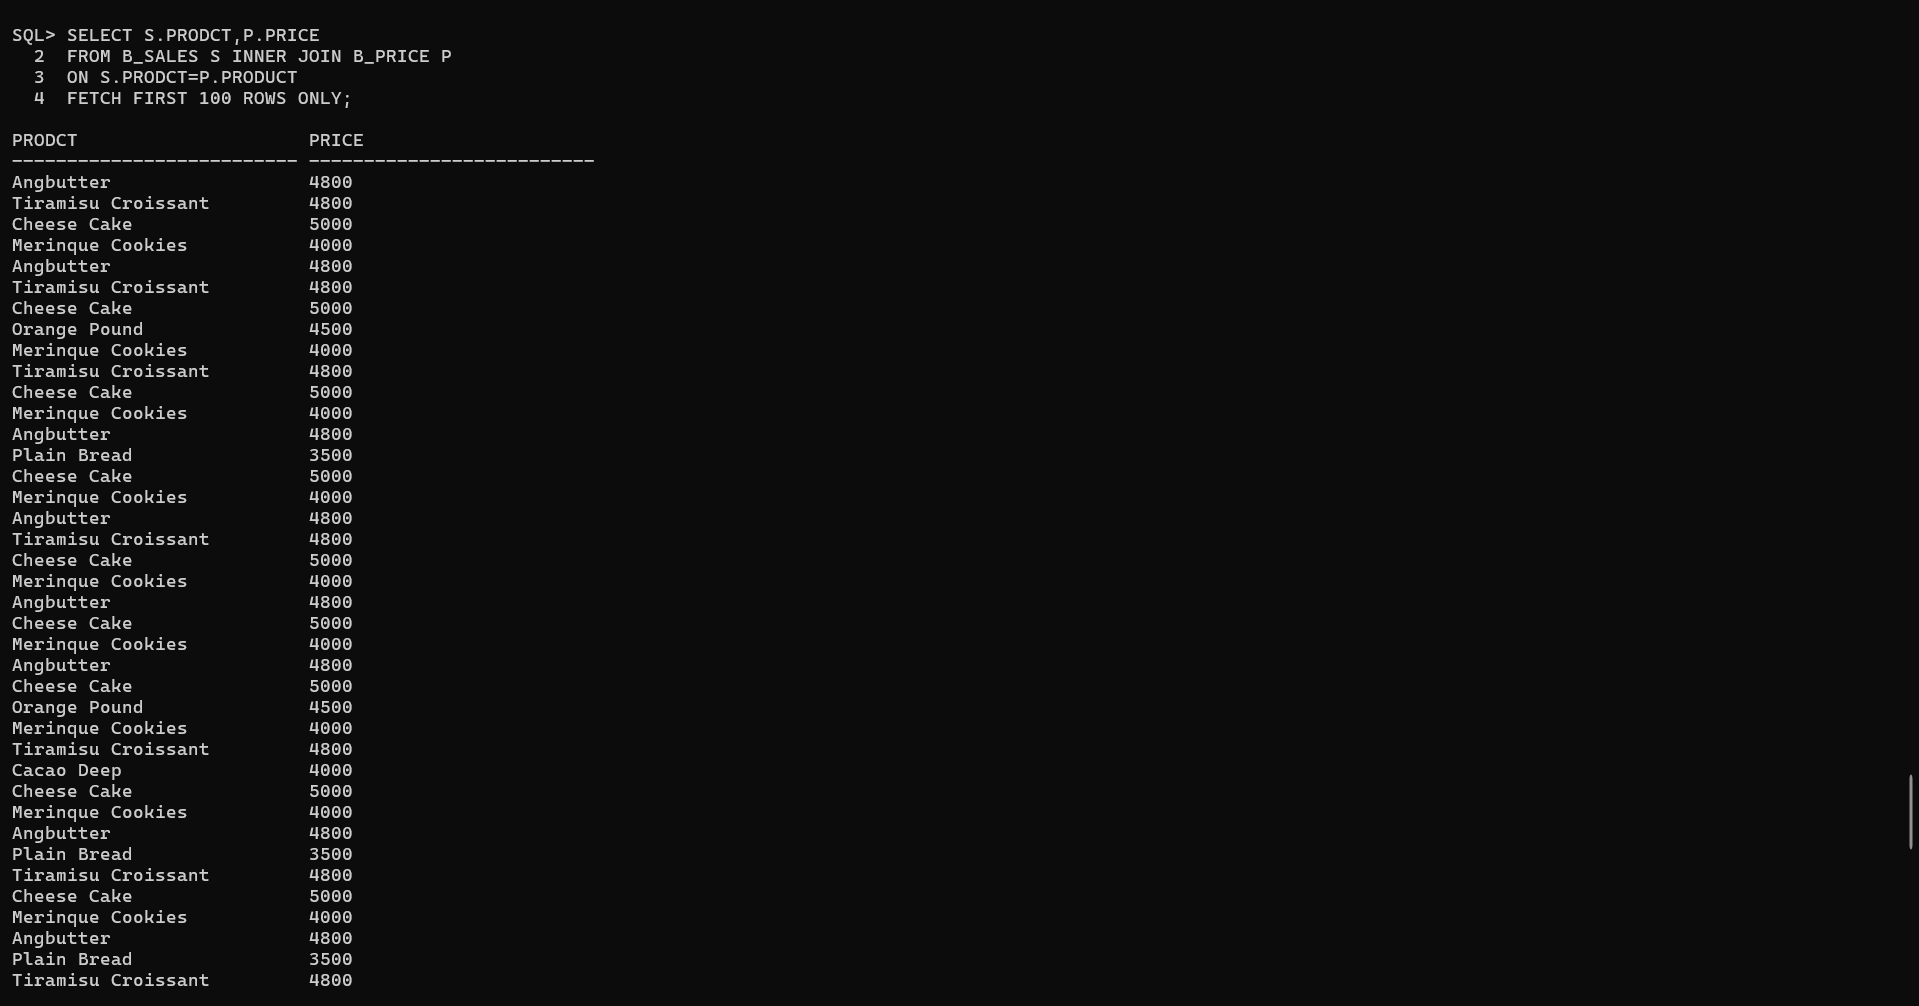 SQL> SELECT S.PRODCT,P.PRICE
  2  FROM B_SALES S INNER JOIN B_PRICE P
  3  ON S.PRODCT=P.PRODUCT
  4  FETCH FIRST 100 ROWS ONLY;

PRODCT                     PRICE
-------------------------- --------------------------
Angbutter                  4800
Tiramisu Croissant         4800
Cheese Cake                5000
Merinque Cookies           4000
Angbutter                  4800
Tiramisu Croissant         4800
Cheese Cake                5000
Orange Pound               4500
Merinque Cookies           4000
Tiramisu Croissant         4800
Cheese Cake                5000
Merinque Cookies           4000
Angbutter                  4800
Plain Bread                3500
Cheese Cake                5000
Merinque Cookies           4000
Angbutter                  4800
Tiramisu Croissant         4800
Cheese Cake                5000
Merinque Cookies           4000
Angbutter                  4800
Cheese Cake                5000
Merinque Cookies           4000
Angbutter                  4800
Cheese Cake                5000
Orange Pound               4500
Merinque Cookies           4000
Tiramisu Croissant         4800
Cacao Deep                 4000
Cheese Cake                5000
Merinque Cookies           4000
Angbutter                  4800
Plain Bread                3500
Tiramisu Croissant         4800
Cheese Cake                5000
Merinque Cookies           4000
Angbutter                  4800
Plain Bread                3500
Tiramisu Croissant         4800